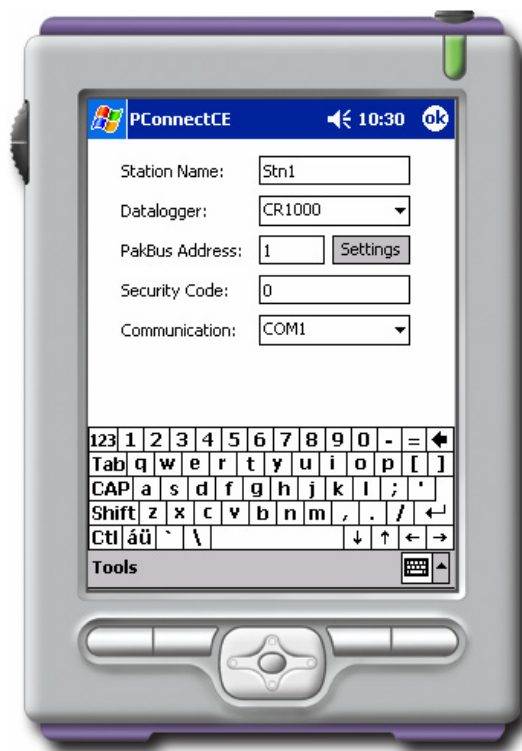 PConnectCE 10:30 ok
Station Name: Stn1
Datalogger: CR1000
PakBus Address: 1 Settings
Security Code: 0
Communication: COM1
123 1 2 3 4 5 6 7 8 9 0 - =
Tab q w e r t y u i o p [ ]
CAP a s d f g h j k l ; '
Shift z x c v b n m , . /
Ctl áü ` \
Tools